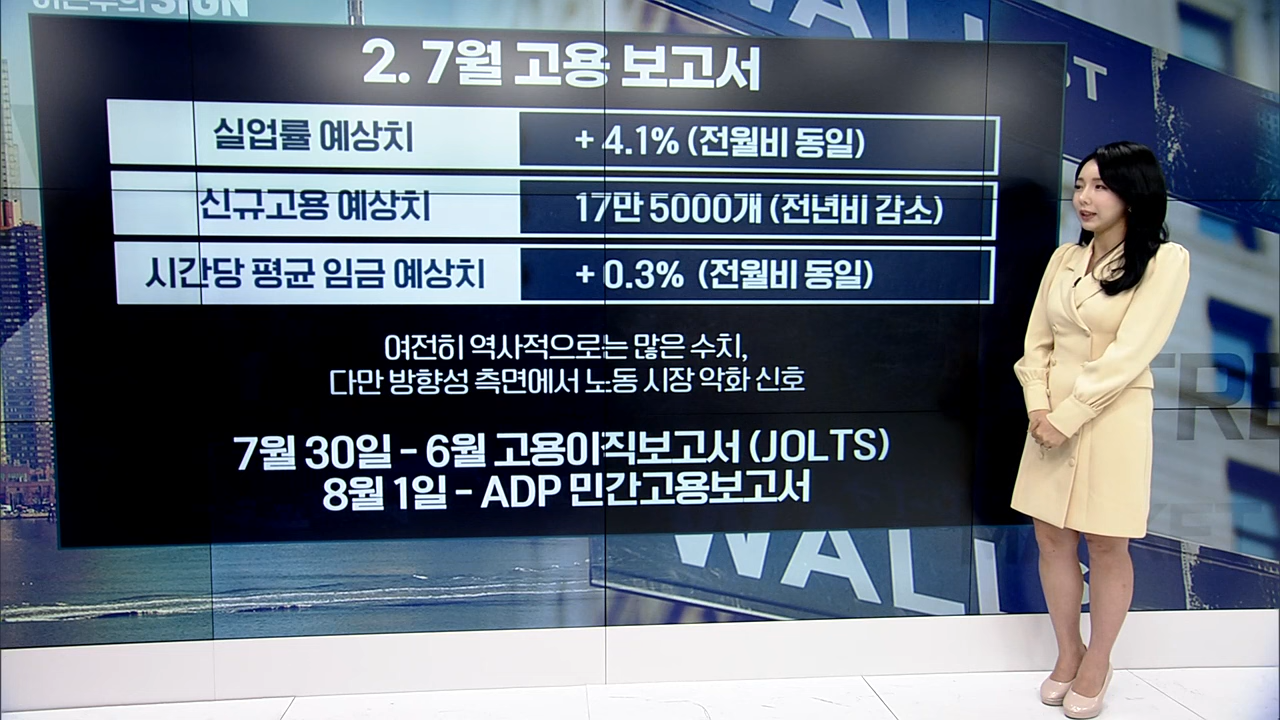 SIGN
2. 7월 고용 보고서
실업률 예상치 + 4.1% (전월비 동일)
신규고용 예상치 17만 5000개 (전년비 감소)
시간당 평균 임금 예상치 + 0.3% (전월비 동일)
여전히 역사적으로는 많은 수치,
다만 방향성 측면에서 노동 시장 악화 신호
7월 30일 - 6월 고용이직보고서 (JOLTS)
8월 1일 - ADP 민간고용보고서
WALL
ST
WALL